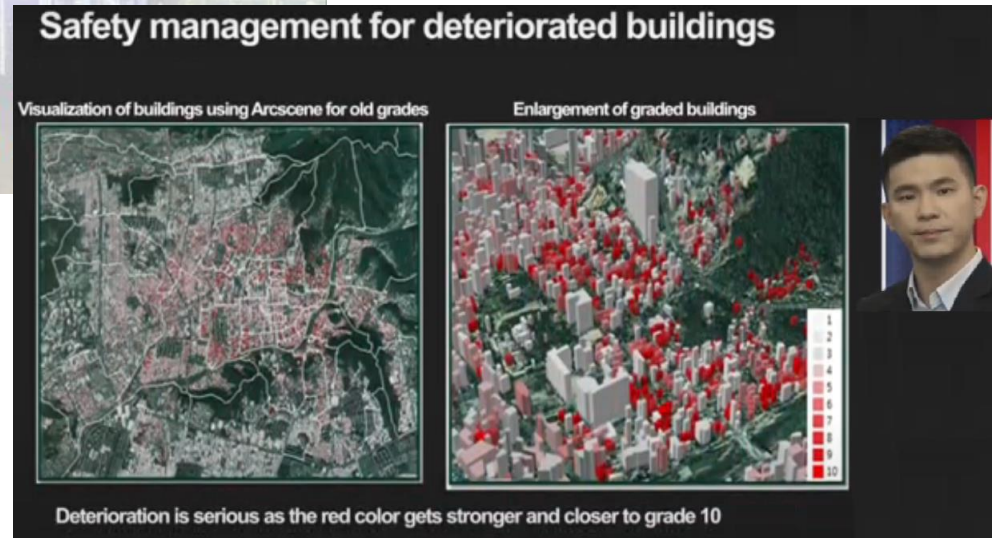 Safety management for deteriorated buildings
Visualization of buildings using Arcscene for old grades
Enlargement of graded buildings
1
2
3
4
5
6
7
8
9
10
Deterioration is serious as the red color gets stronger and closer to grade 10